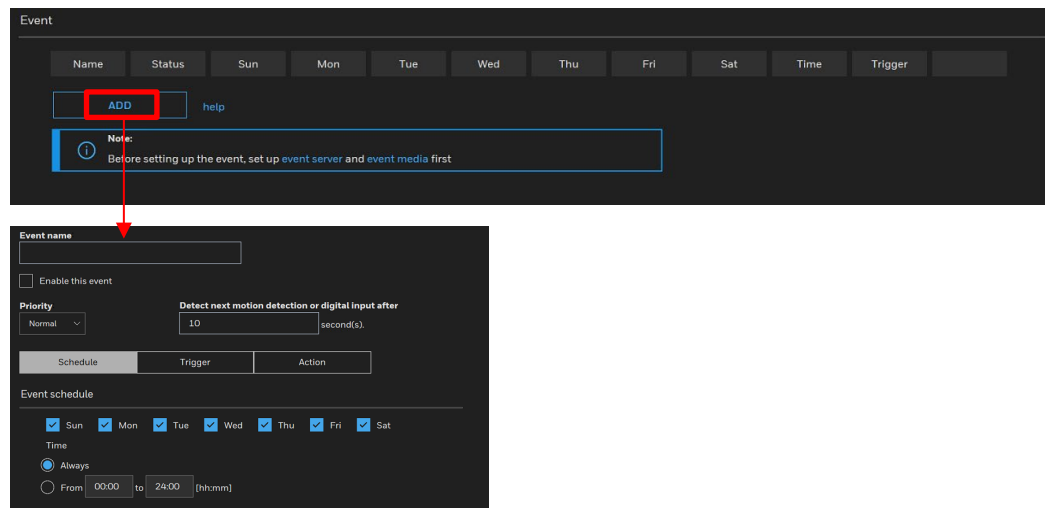 Event
Name Status Sun Mon Tue Wed Thu Fri Sat Time Trigger
ADD help
Note:
Before setting up the event, set up event server and event media first
Event name
Enable this event
Priority Detect next motion detection or digital input after
Normal 10 second(s).
Schedule Trigger Action
Event schedule
Sun Mon Tue Wed Thu Fri Sat
Time
Always
From 00:00 to 24:00 [hh:mm]